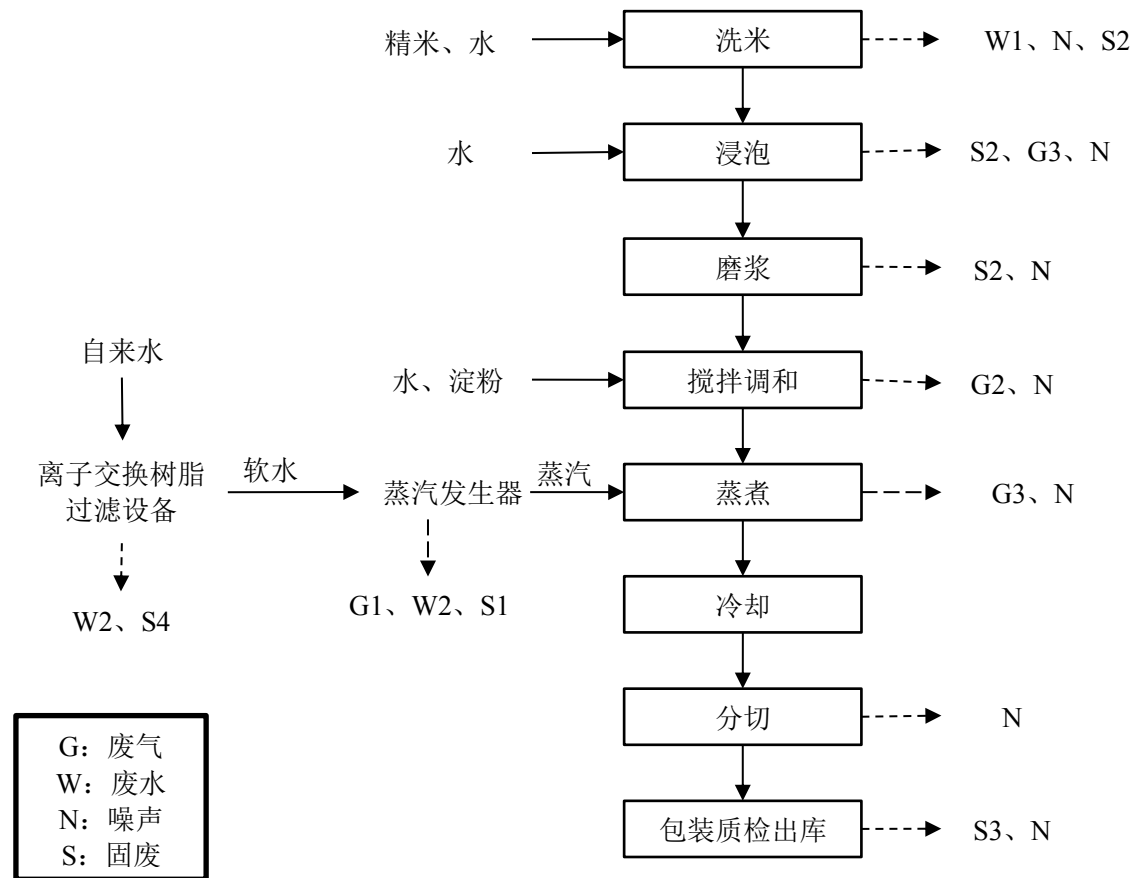 精米、水
洗米
W1、N、S2
水
浸泡
S2、G3、N
磨浆
S2、N
自来水
水、淀粉
搅拌调和
G2、N
离子交换树脂
过滤设备
软水
蒸汽发生器
蒸汽
蒸煮
G3、N
W2、S4
G1、W2、S1
冷却
分切
N
G：废气
W：废水
N：噪声
S：固废
包装质检出库
S3、N